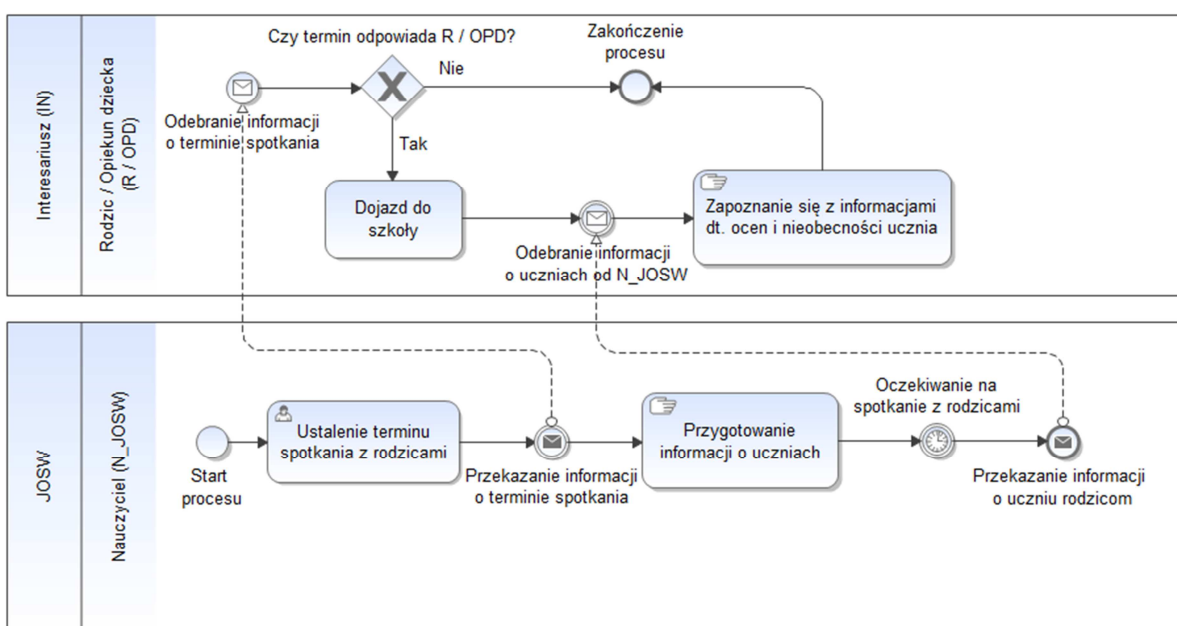 Interesariusz (IN)
Rodzic / Opiekun dziecka
(R / OPD)
Czy termin odpowiada R / OPD?
Zakończenie
procesu
Nie
Odebranie informacji
o terminie spotkania
Tak
Dojazd do
szkoły
Odebranie informacji
o uczniach od N_JOSW
Zapoznanie się z informacjami
dt. ocen i nieobecności ucznia
JOSW
Nauczyciel (N_JOSW)
Start
procesu
Ustalenie terminu
spotkania z rodzicami
Przekazanie informacji
o terminie spotkania
Przygotowanie
informacji o uczniach
Oczekiwanie na
spotkanie z rodzicami
Przekazanie informacji
o uczniu rodzicom